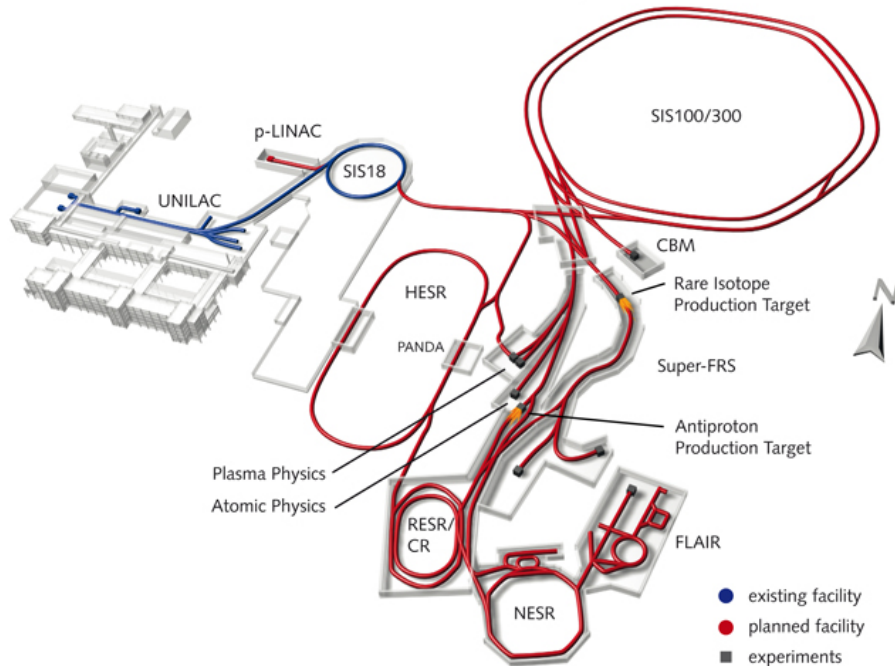 SIS100/300
p-LINAC
SIS18
UNILAC
CBM
HESR
Rare Isotope
Production Target
N
PANDA
Super-FRS
Antiproton
Production Target
Plasma Physics
Atomic Physics
RESR/
CR
FLAIR
NESR
existing facility
planned facility
experiments